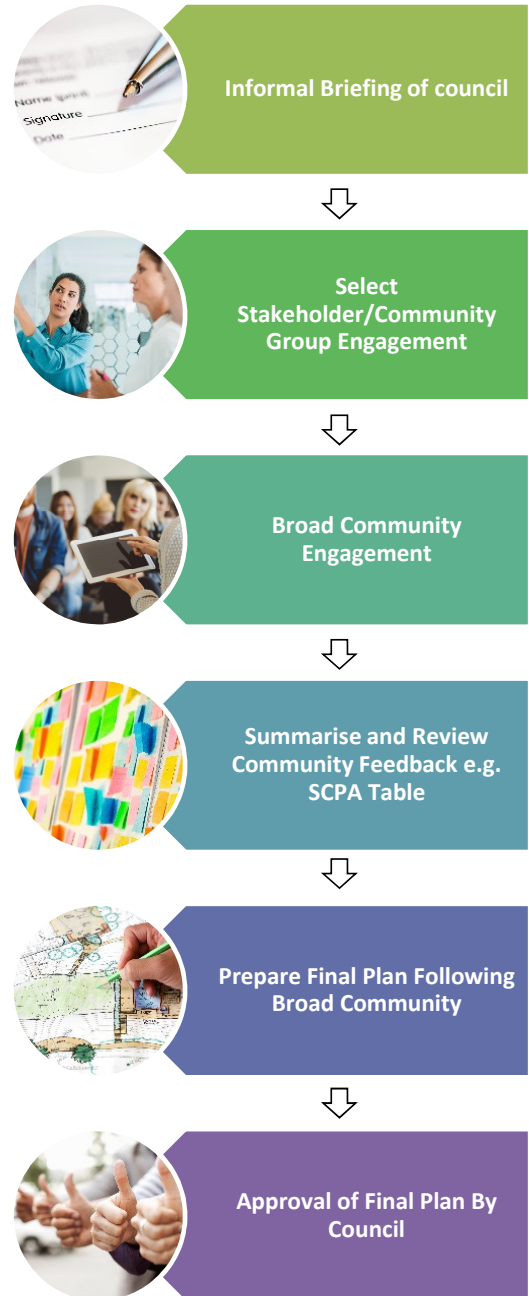 Name (print)
Signature
Date
Informal Briefing of council
Select
Stakeholder/Community
Group Engagement
Broad Community
Engagement
Summarise and Review
Community Feedback e.g.
SCPA Table
Prepare Final Plan Following
Broad Community
Approval of Final Plan By
Council